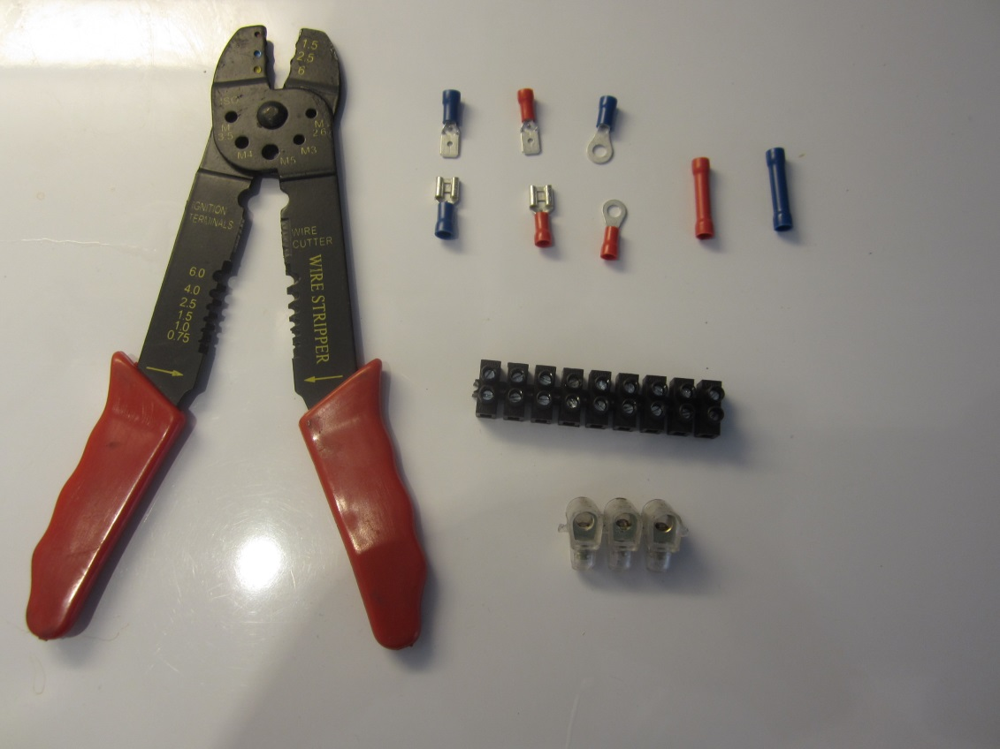 1.5
2.5
6
ISO
M
3.5
M
2.6
M4
M3
M5
IGNITION
TERMINALS
WIRE
CUTTER
6.0
4.0
2.5
1.5
1.0
0.75
WIRE STRIPPER